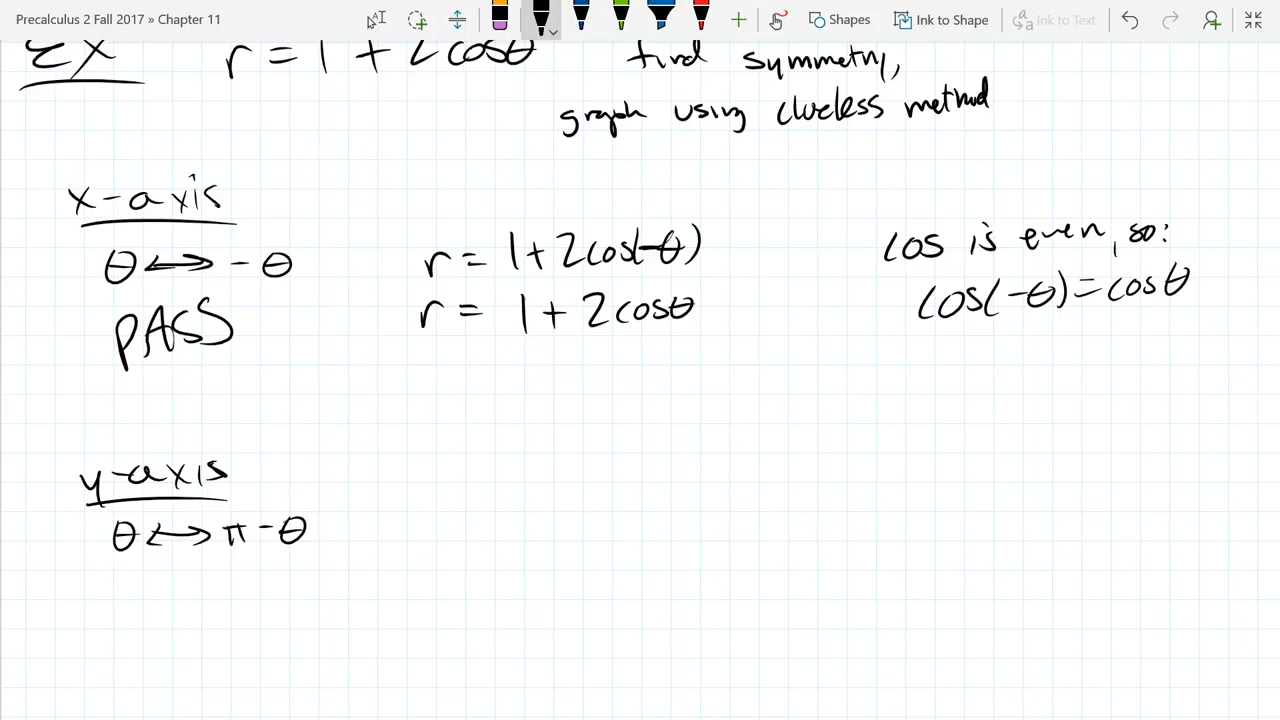 Precalculus 2 Fall 2017 » Chapter 11
Shapes
Ink to Shape
Ink to Text
Ex r = 1 + 2cosθ find symmetry,
graph using clueless method
x-axis
θ ↔ -θ
PASS
r = 1+2cos(-θ)
r = 1+2cosθ
cos is even, so:
cos(-θ)=cosθ
y-axis
θ ↔ π-θ